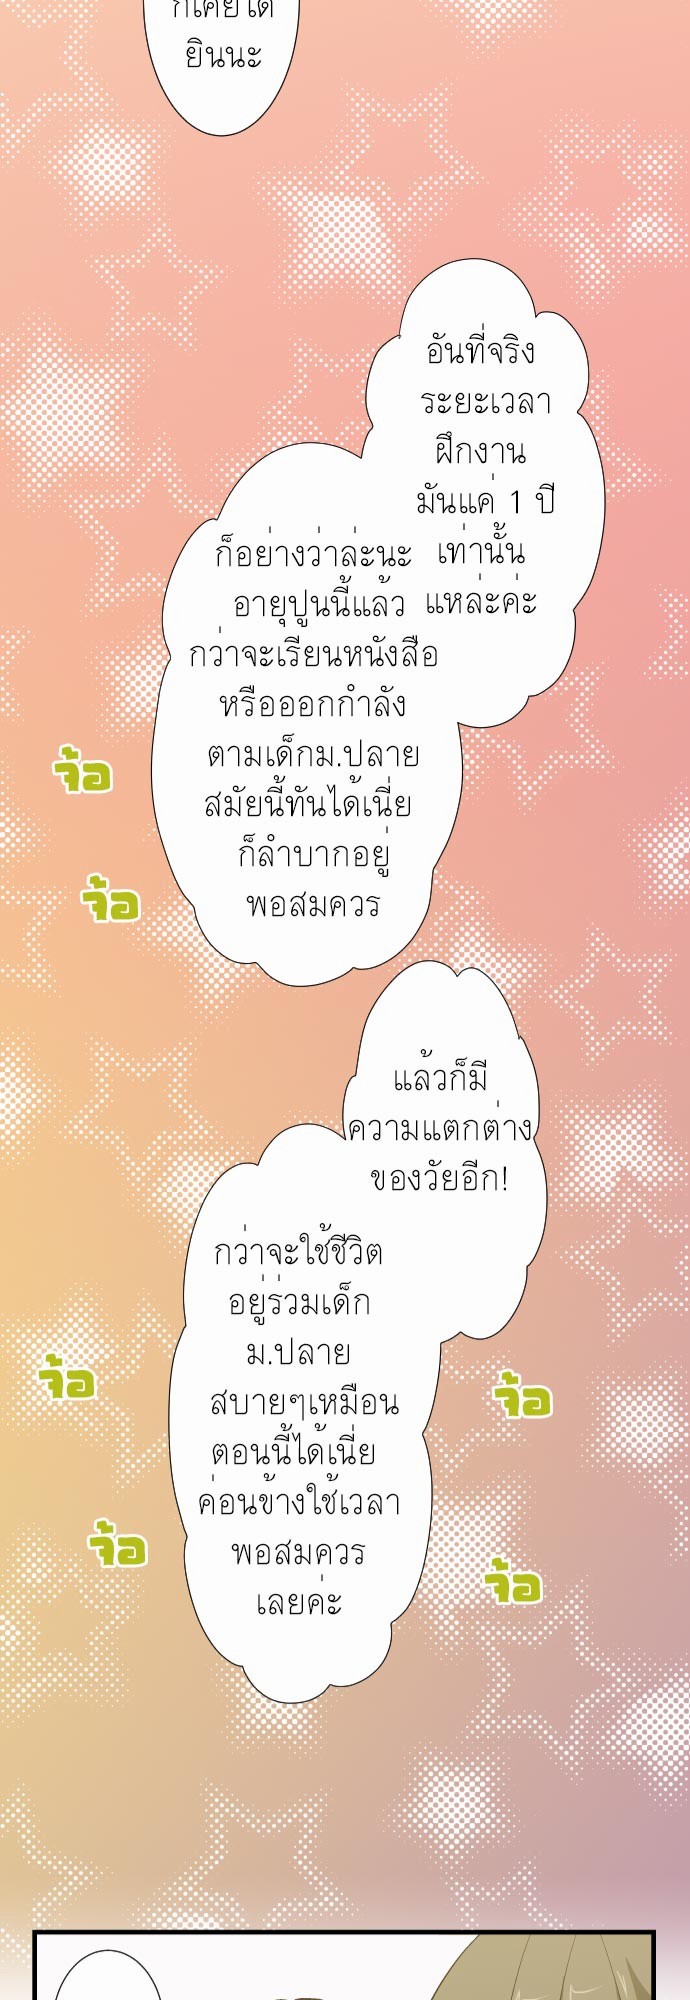 ก็เคยได้
ยินนะ
อันที่จริง
ระยะเวลา
ฝึกงาน
มันแค่ 1 ปี
เท่านั้น
แหล่ะค่ะ
ก็อย่างว่าล่ะนะ
อายุปูนนี้แล้ว
กว่าจะเรียนหนังสือ
หรือออกกำลัง
ตามเด็กม.ปลาย
สมัยนี้ทันได้เนี่ย
ก็ลำบากอยู่
พอสมควร
จ้อ
จ้อ
แล้วก็มี
ความแตกต่าง
ของวัยอีก!
กว่าจะใช้ชีวิต
อยู่ร่วมเด็ก
ม.ปลาย
สบายๆเหมือน
ตอนนี้ได้เนี่ย
ค่อนข้างใช้เวลา
พอสมควร
เลยค่ะ
จ้อ
จ้อ
จ้อ
จ้อ